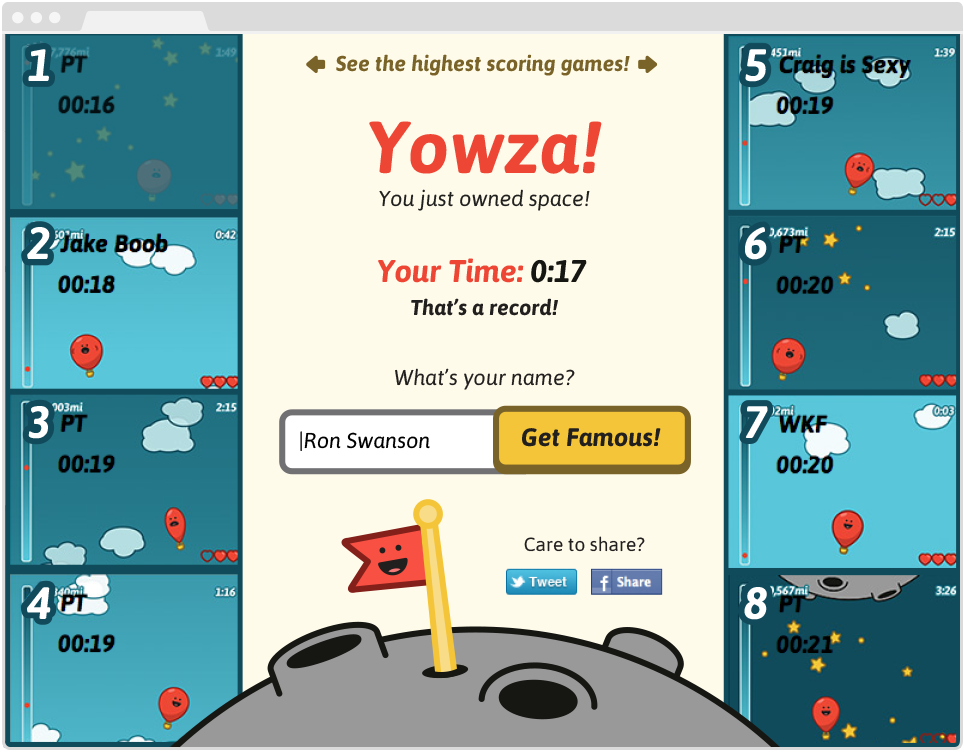 1 PT
1:49
00:16
2 Jake Boob
0:42
00:18
3 PT
2:15
00:19
4 PT
1:16
00:19
See the highest scoring games!
Yowza!
You just owned space!
Your Time: 0:17
That's a record!
What's your name?
Ron Swanson
Get Famous!
Care to share?
Tweet
f Share
5 Craig is Sexy
1:39
00:19
6 PT
2:15
00:20
7 WKF
0:03
00:20
8 PT
3:26
00:21